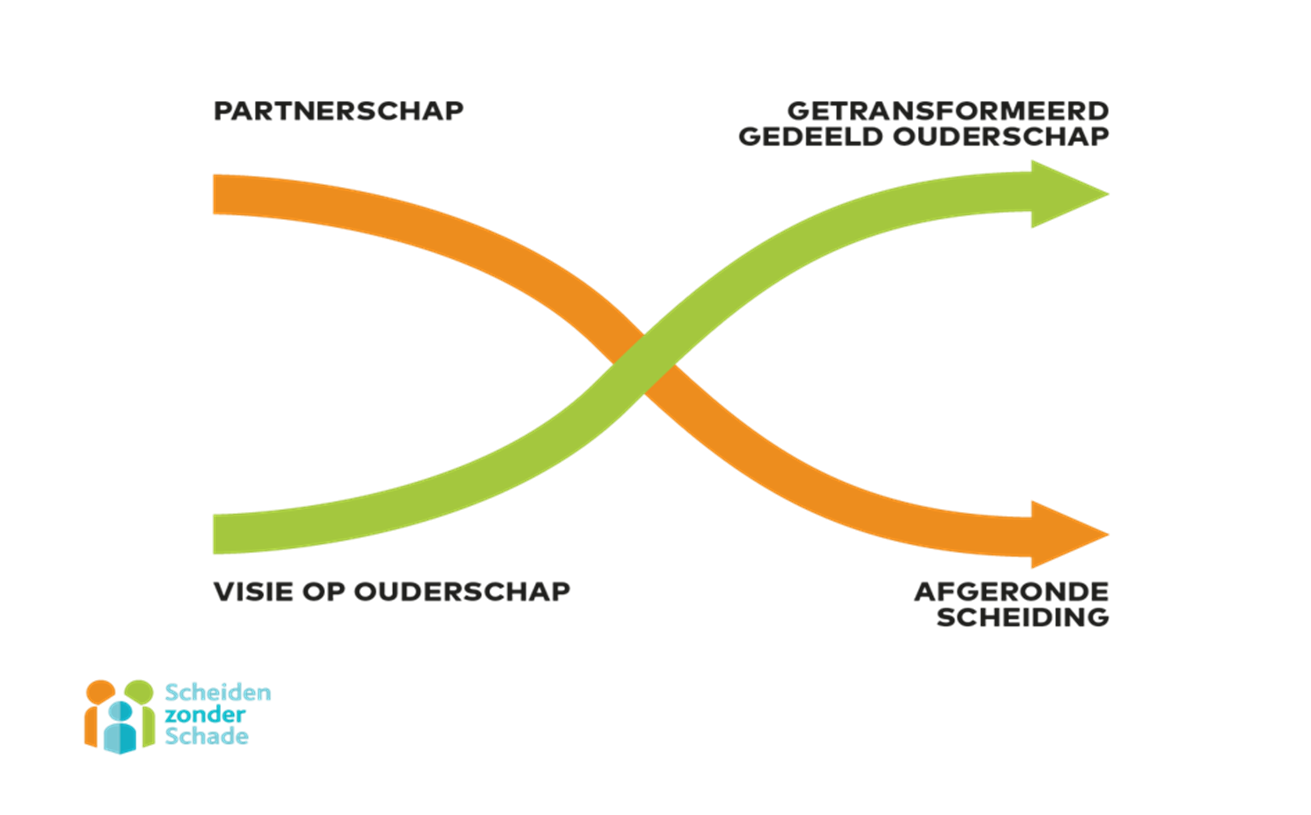 PARTNERSCHAP
GETRANSFORMEERD
GEDEELD OUDERSCHAP
VISIE OP OUDERSCHAP
AFGERONDE
SCHEIDING
Scheiden
zonder
Schade